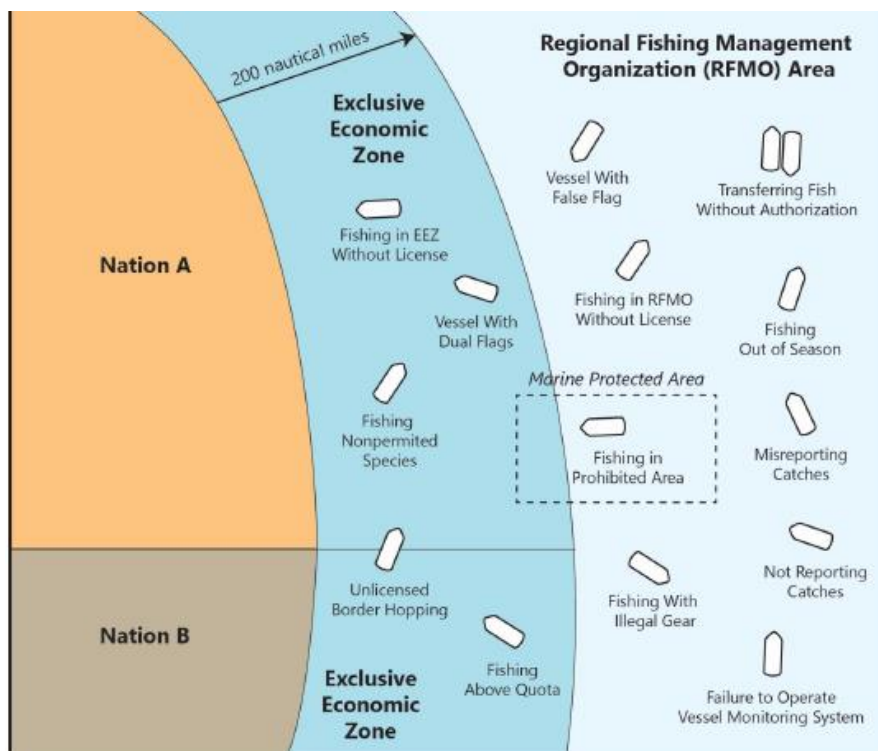 200 nautical miles
Exclusive
Economic
Zone
Regional Fishing Management
Organization (RFMO) Area
Vessel With
False Flag
Transferring Fish
Without Authorization
Fishing in EEZ
Without License
Nation A
Vessel With
Dual Flags
Fishing in RFMO
Without License
Fishing
Out of Season
Marine Protected Area
Fishing
Nonpermited
Species
Fishing in
Prohibited Area
Misreporting
Catches
Unlicensed
Border Hopping
Fishing With
Illegal Gear
Not Reporting
Catches
Nation B
Fishing
Above Quota
Exclusive
Economic
Zone
Failure to Operate
Vessel Monitoring System